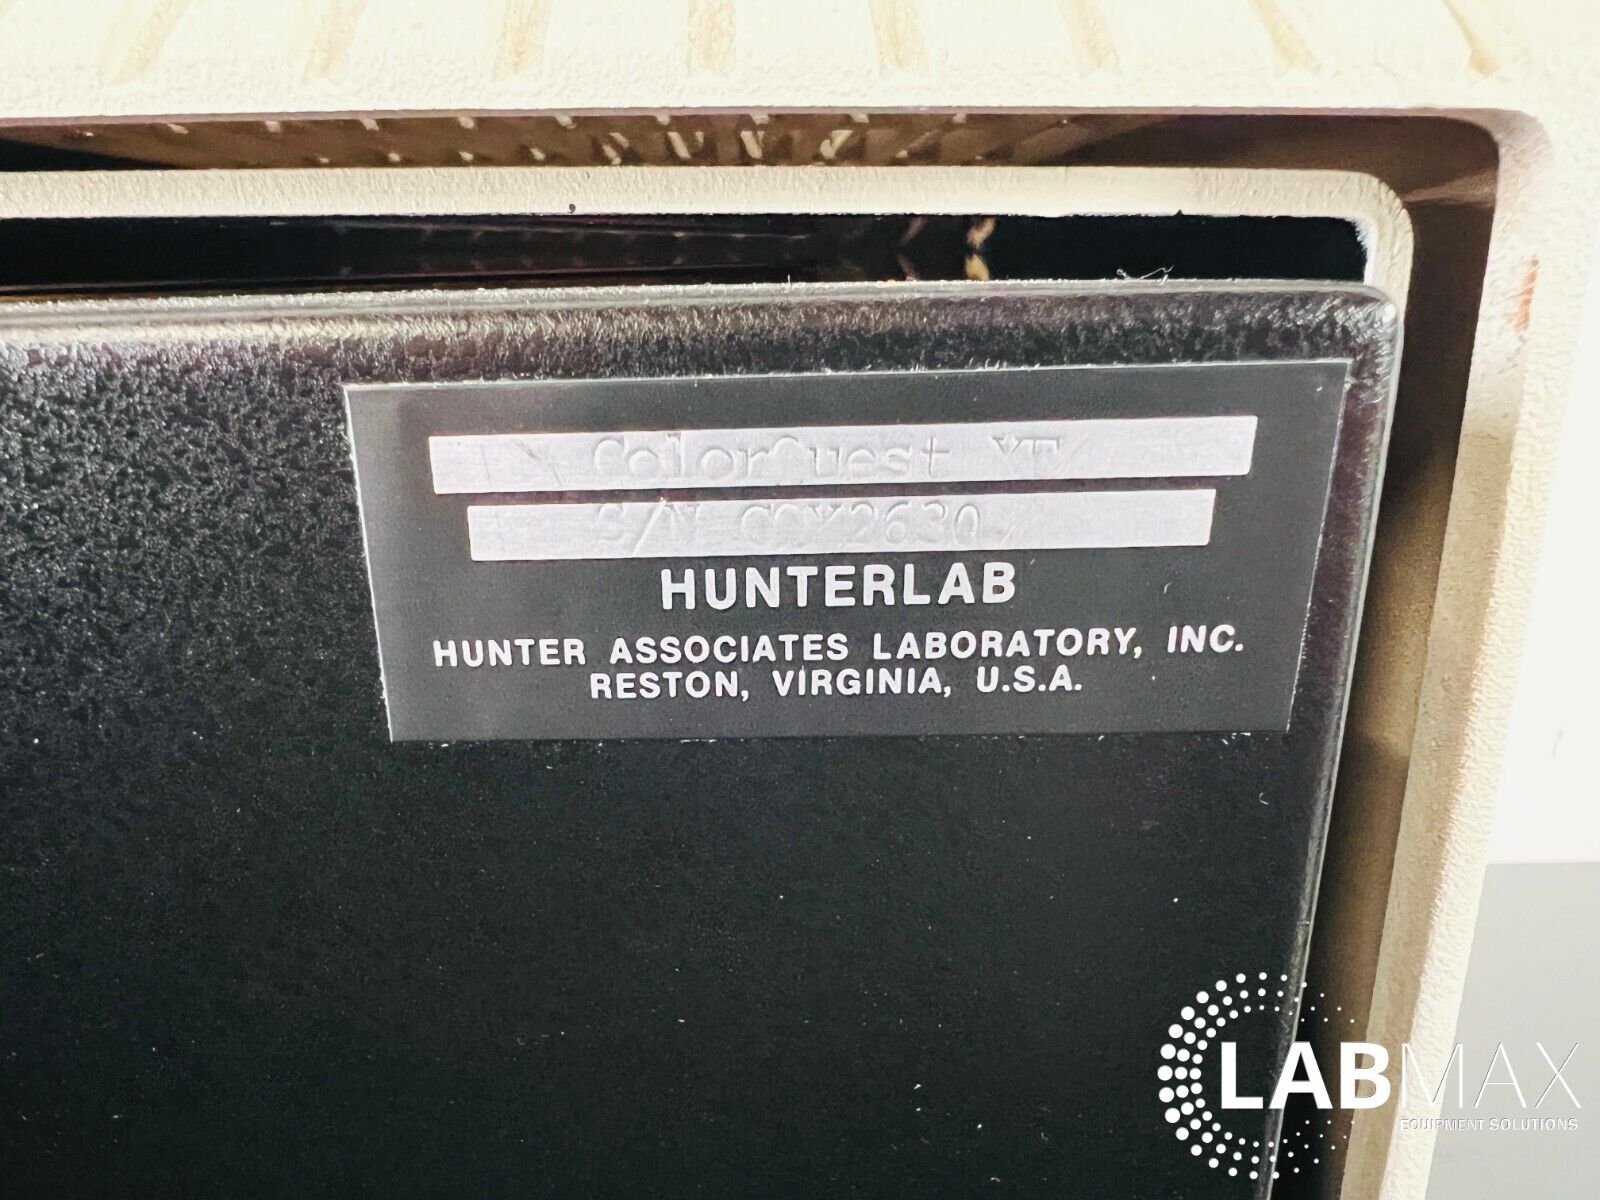 ColorQuest XT
S/N CQX2630
HUNTERLAB
HUNTER ASSOCIATES LABORATORY, INC.
RESTON, VIRGINIA, U.S.A.
LABMAX
EQUIPMENT SOLUTIONS